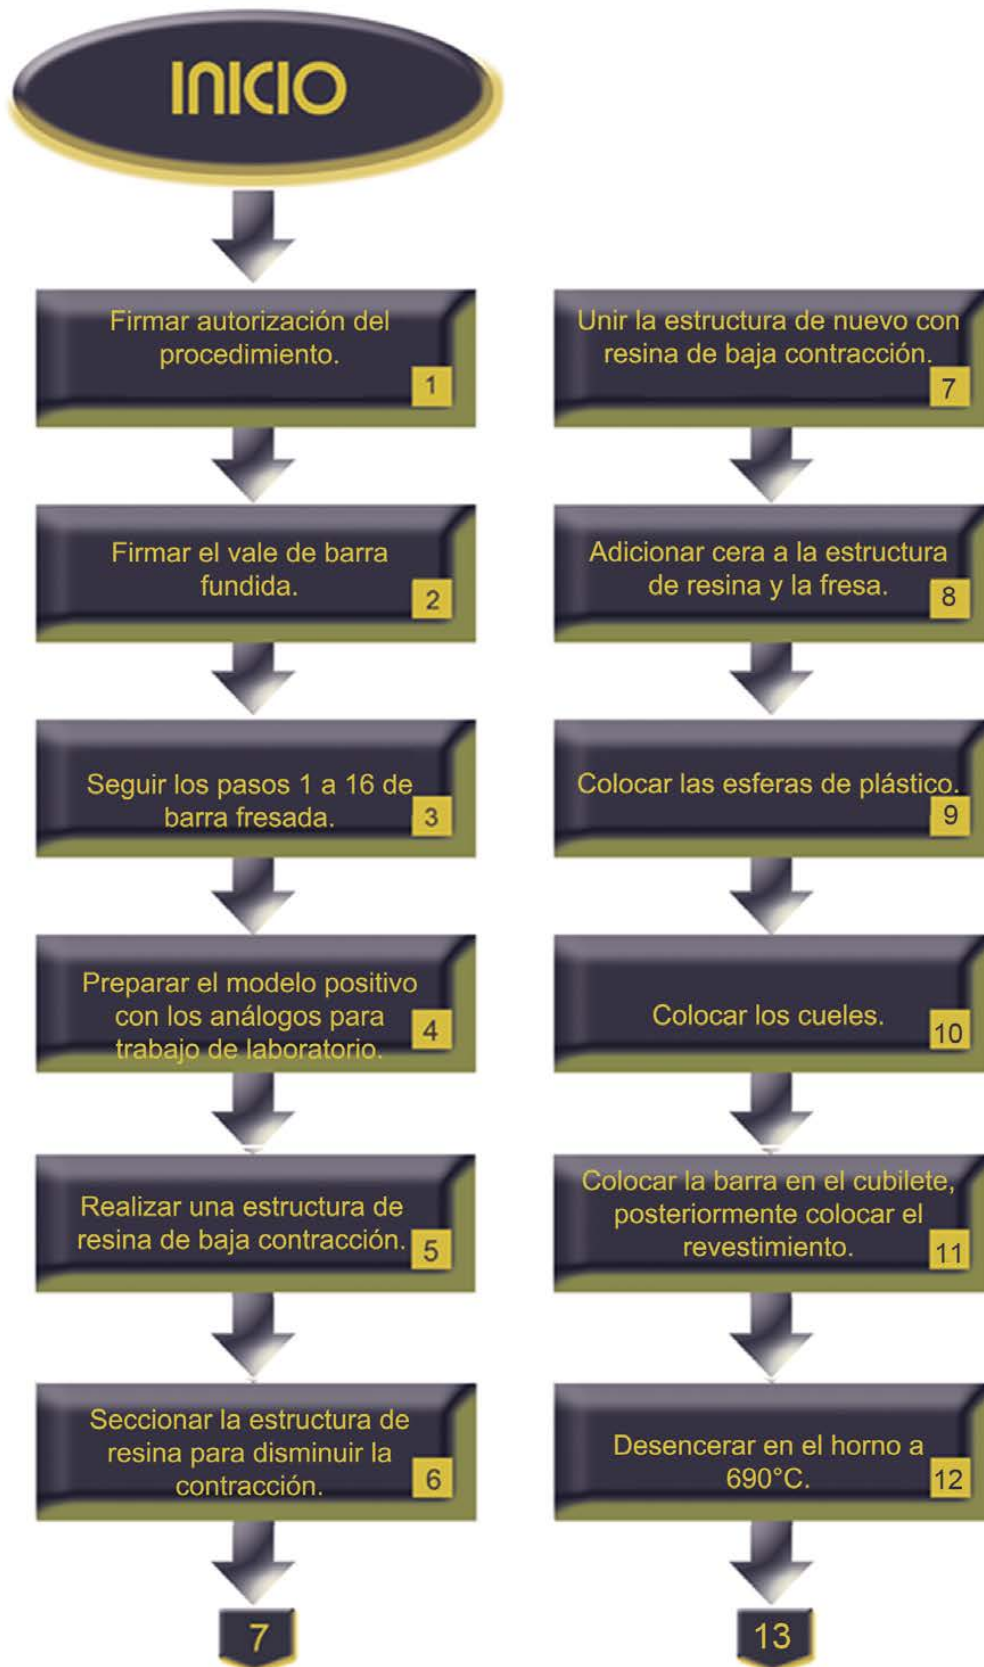 INICIO
Firmar autorización del
procedimiento.
1
Firmar el vale de barra
fundida.
2
Seguir los pasos 1 a 16 de
barra fresada.
3
Preparar el modelo positivo
con los análogos para
trabajo de laboratorio.
4
Realizar una estructura de
resina de baja contracción.
5
Seccionar la estructura de
resina para disminuir la
contracción.
6
7
Unir la estructura de nuevo con
resina de baja contracción.
7
Adicionar cera a la estructura
de resina y la fresa.
8
Colocar las esferas de plástico.
9
Colocar los cueles.
10
Colocar la barra en el cubilete,
posteriormente colocar el
revestimiento.
11
Desencerar en el horno a
690°C.
12
13